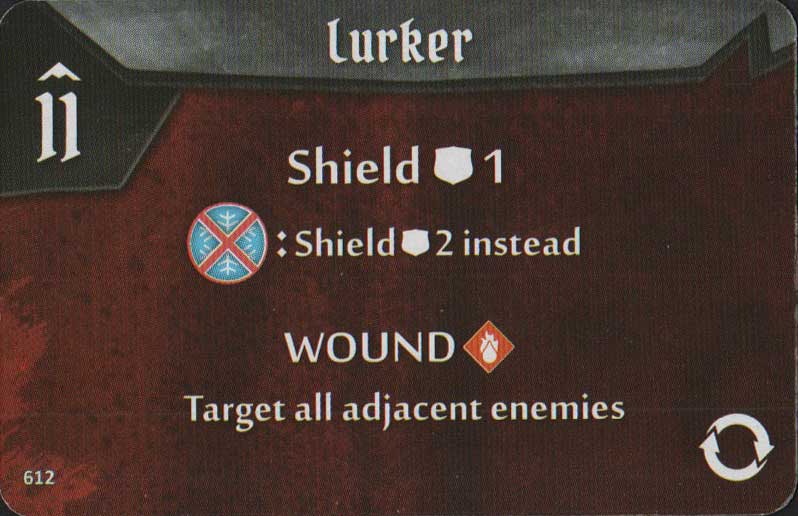 Lurker
11
Shield 1
: Shield 2 instead
WOUND
Target all adjacent enemies
612